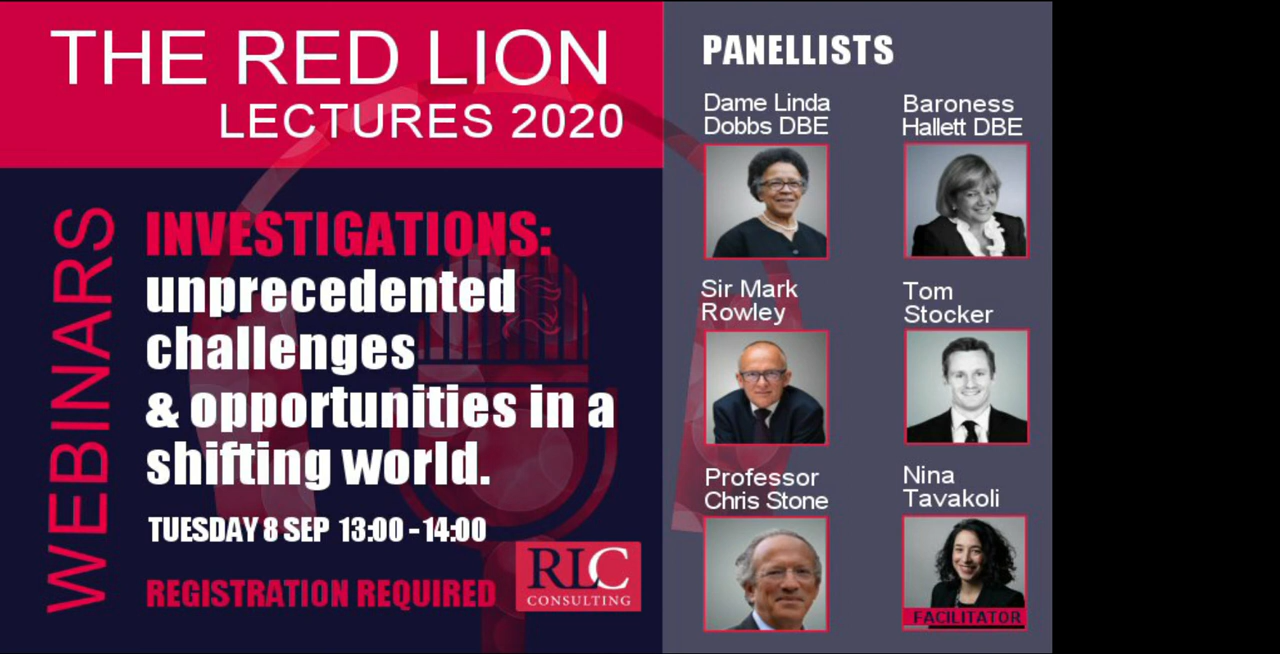 THE RED LION
LECTURES 2020
WEBINARS
INVESTIGATIONS:
unprecedented
challenges
& opportunities in a
shifting world.
TUESDAY 8 SEP 13:00 - 14:00
REGISTRATION REQUIRED
RLC
CONSULTING
PANELLISTS
Dame Linda
Dobbs DBE
Baroness
Hallett DBE
Sir Mark
Rowley
Tom
Stocker
Professor
Chris Stone
Nina
Tavakoli
FACILITATOR